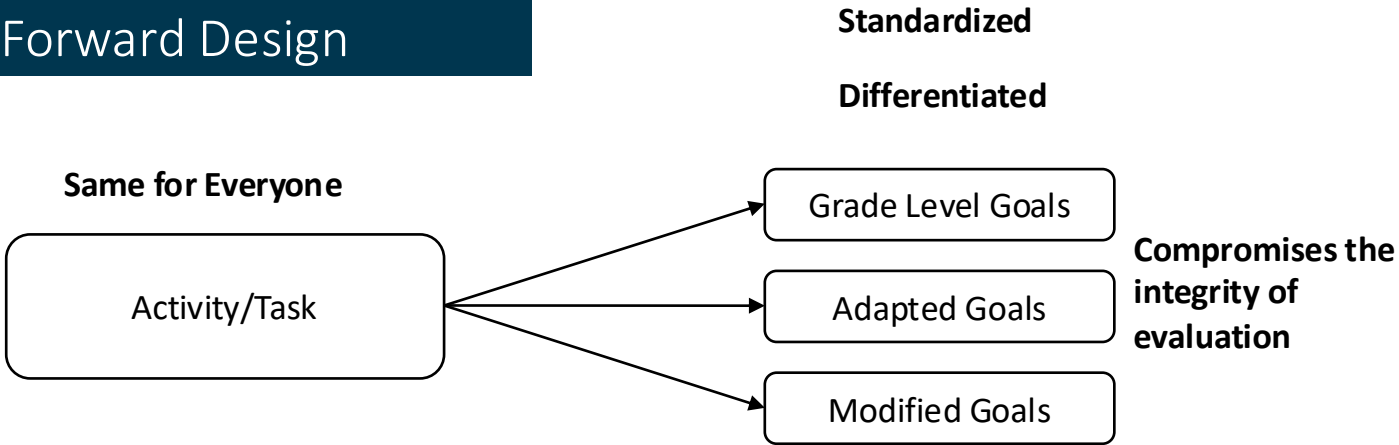 Forward Design
Standardized
Differentiated
Same for Everyone
Activity/Task
Grade Level Goals
Adapted Goals
Modified Goals
Compromises the
integrity of
evaluation